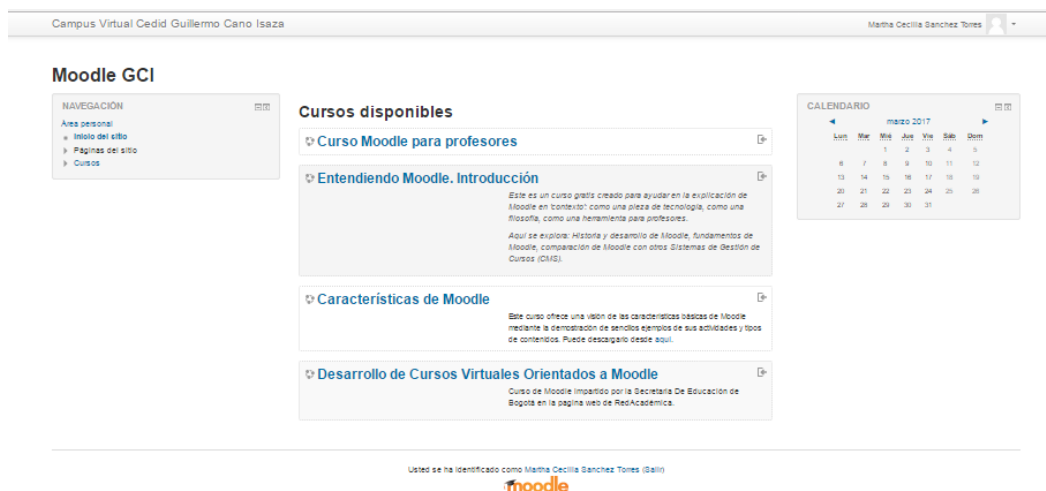 Campus Virtual Cedid Guillermo Cano Isaza
Martha Cecilia Sanchez Torres
Moodle GCI
NAVEGACIÓN
Área personal
Inicio del sitio
Páginas del sitio
Cursos
Cursos disponibles
Curso Moodle para profesores
Entendiendo Moodle. Introducción
Este es un curso gratis creado para ayudar en la explicación de
Moodle en 'contexto': como una pieza de tecnología, como una
filosofía, como una herramienta para profesores.
Aquí se explora: Historia y desarrollo de Moodle, fundamentos de
Moodle, comparación de Moodle con otros Sistemas de Gestión de
Cursos (CMS).
Características de Moodle
Este curso ofrece una visión de las características básicas de Moodle
mediante la demostración de sencillos ejemplos de sus actividades y tipos
de contenidos. Puede descargarlo desde aquí.
Desarrollo de Cursos Virtuales Orientados a Moodle
Curso de Moodle impartido por la Secretaria De Educación de
Bogotá en la pagina web de RedAcadémica.
CALENDARIO
◄ marzo 2017 ►
Lun Mar Mié Jue Vie Sáb Dom
1 2 3 4 5
6 7 8 9 10 11 12
13 14 15 16 17 18 19
20 21 22 23 24 25 26
27 28 29 30 31
Usted se ha identificado como Martha Cecilia Sanchez Torres (Salir)
moodle